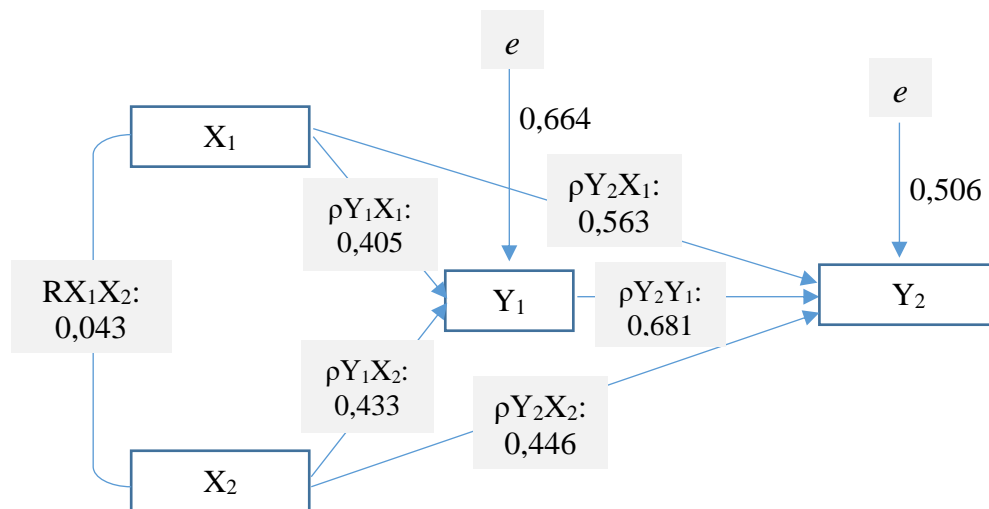 e
e
X₁
0,664
ρY₂X₁:
0,563
0,506
ρY₁X₁:
0,405
RX₁X₂:
0,043
Y₁
ρY₂Y₁:
0,681
Y₂
ρY₁X₂:
0,433
ρY₂X₂:
0,446
X₂